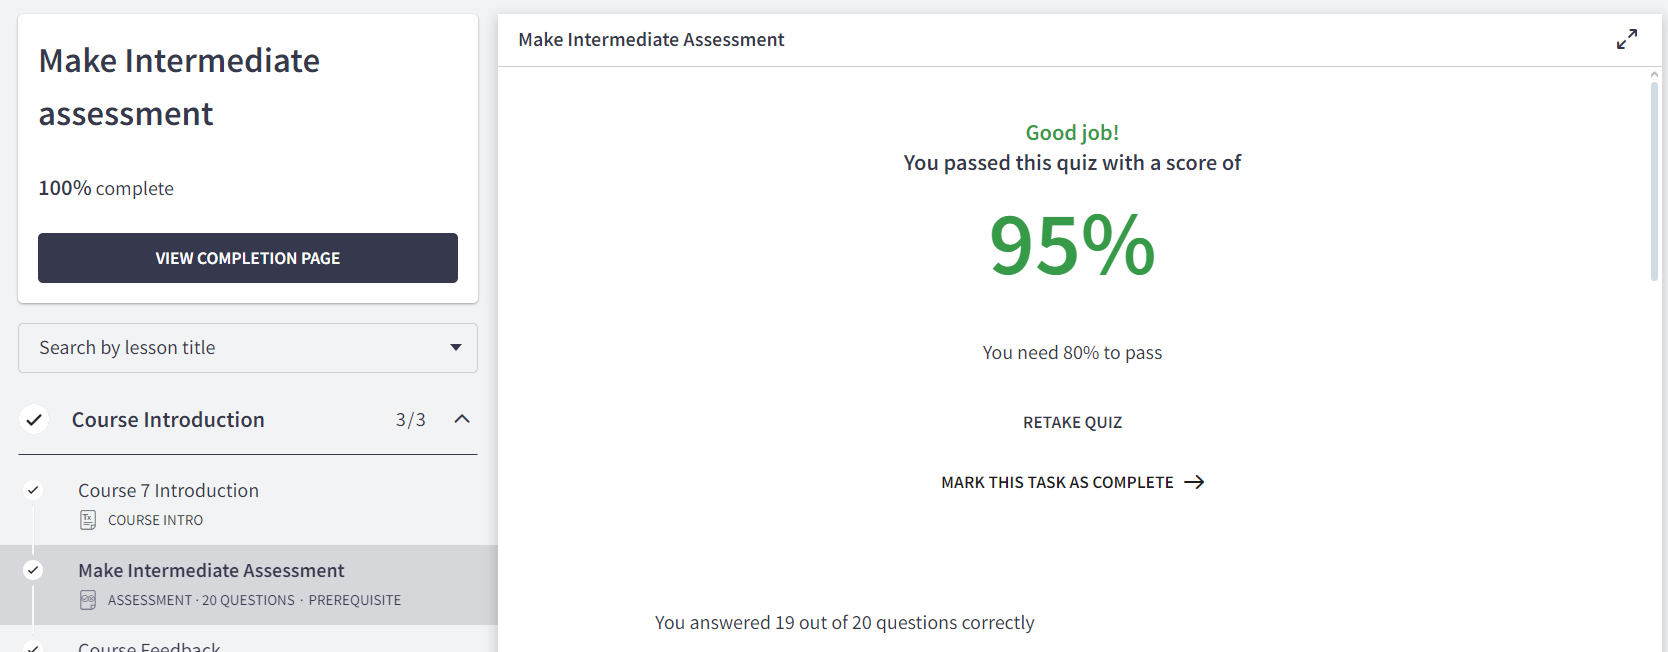 Make Intermediate
assessment
100% complete
VIEW COMPLETION PAGE
Search by lesson title
Course Introduction 3/3
Course 7 Introduction
COURSE INTRO
Make Intermediate Assessment
ASSESSMENT · 20 QUESTIONS · PREREQUISITE
Course Feedback
Make Intermediate Assessment
Good job!
You passed this quiz with a score of
95%
You need 80% to pass
RETAKE QUIZ
MARK THIS TASK AS COMPLETE
You answered 19 out of 20 questions correctly